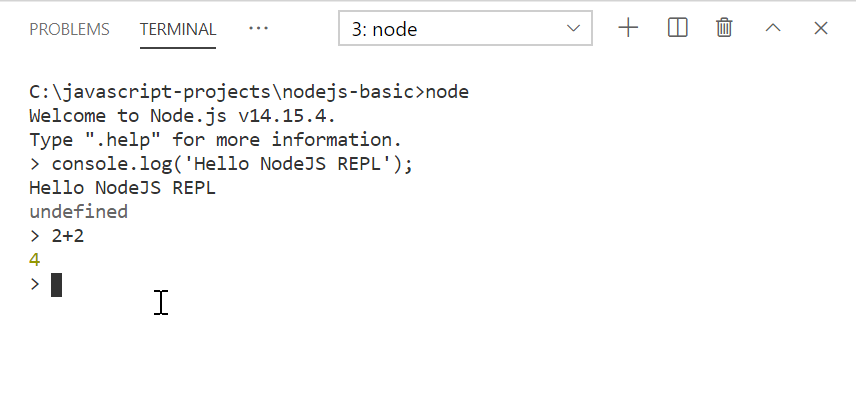 PROBLEMS TERMINAL ··· 3: node
C:\javascript-projects\nodejs-basic>node
Welcome to Node.js v14.15.4.
Type ".help" for more information.
> console.log('Hello NodeJS REPL');
Hello NodeJS REPL
undefined
> 2+2
4
>